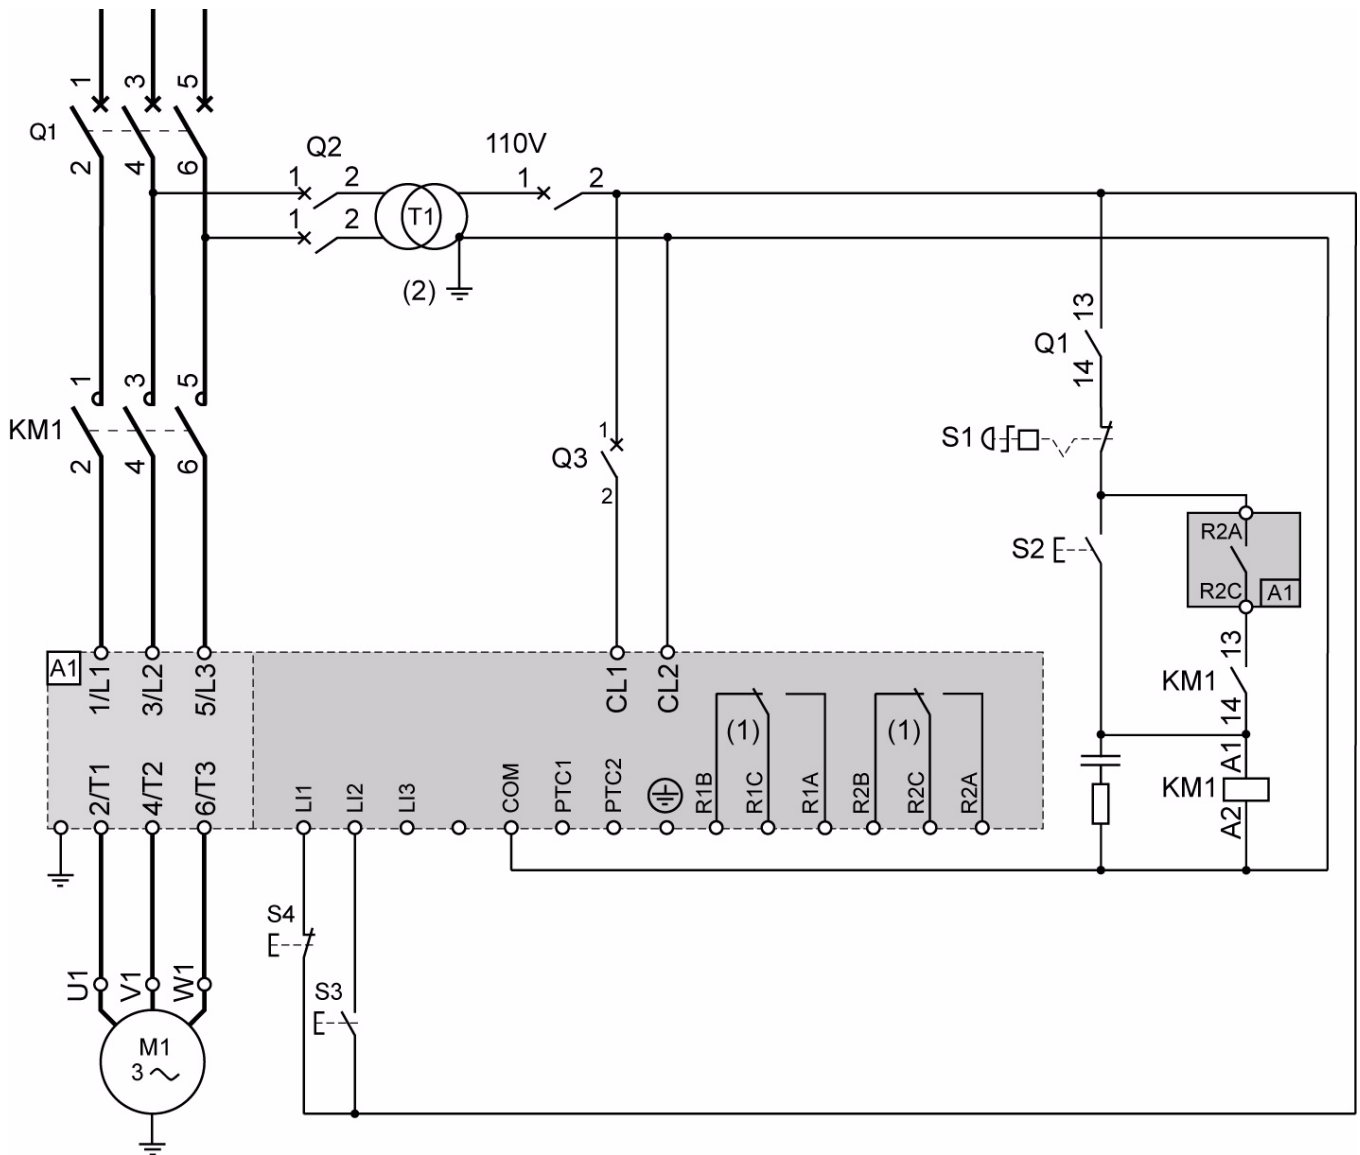 1 3 5
Q1
2 4 6
Q2
1 2
1 2
T1
(2)
110V
1 2
1 3 5
KM1
2 4 6
Q3
1
2
13
Q1
14
S1
S2
R2A
R2C
A1
13
KM1
14
A1
KM1
A2
A1
1/L1 3/L2 5/L3
CL1 CL2
2/T1 4/T2 6/T3
LI1 LI2 LI3 COM PTC1 PTC2
(1) (1)
R1B R1C R1A R2B R2C R2A
S4
S3
U1 V1 W1
M1
3